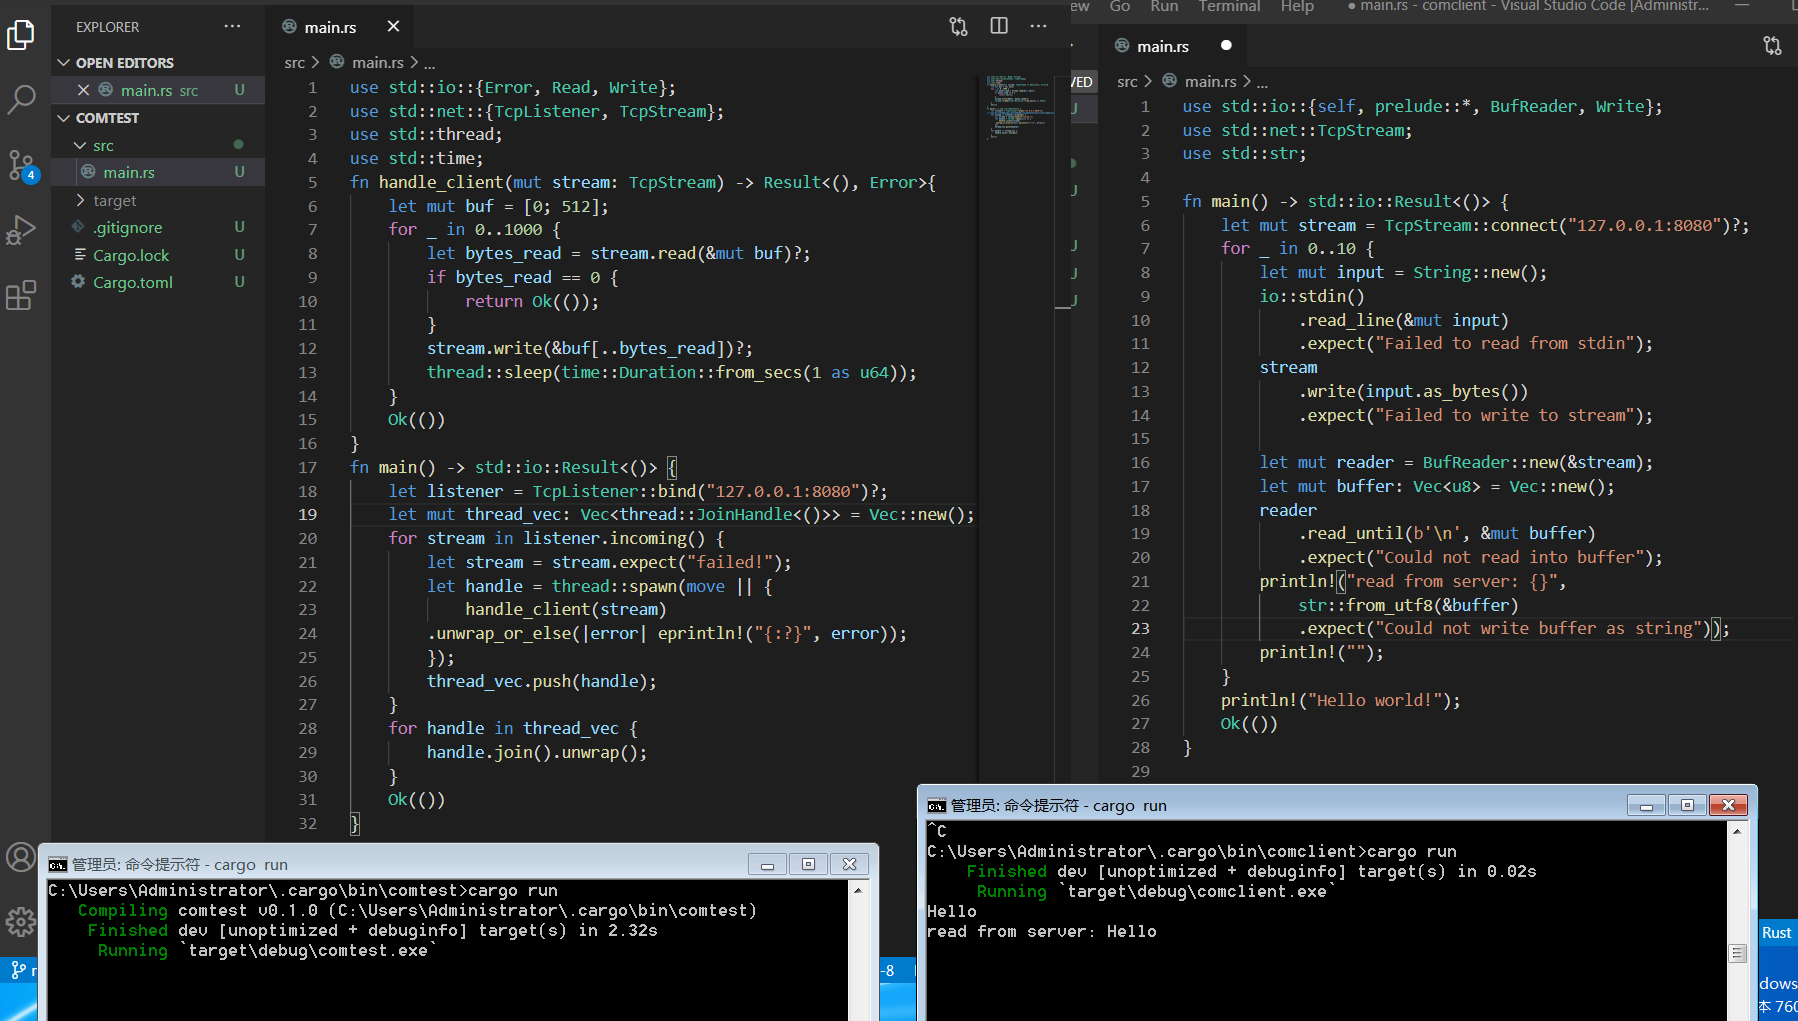 EXPLORER
OPEN EDITORS
main.rs src U
COMTEST
src
main.rs U
target
.gitignore U
Cargo.lock U
Cargo.toml U
4
main.rs
src > main.rs > ...
1 use std::io::{Error, Read, Write};
2 use std::net::{TcpListener, TcpStream};
3 use std::thread;
4 use std::time;
5 fn handle_client(mut stream: TcpStream) -> Result<(), Error>{
6 let mut buf = [0; 512];
7 for _ in 0..1000 {
8 let bytes_read = stream.read(&mut buf)?;
9 if bytes_read == 0 {
10 return Ok(());
11 }
12 stream.write(&buf[..bytes_read])?;
13 thread::sleep(time::Duration::from_secs(1 as u64));
14 }
15 Ok(())
16 }
17 fn main() -> std::io::Result<()> {
18 let listener = TcpListener::bind("127.0.0.1:8080")?;
19 let mut thread_vec: Vec<thread::JoinHandle<()>> = Vec::new();
20 for stream in listener.incoming() {
21 let stream = stream.expect("failed!");
22 let handle = thread::spawn(move || {
23 handle_client(stream)
24 .unwrap_or_else(|error| eprintln!("{:?}", error));
25 });
26 thread_vec.push(handle);
27 }
28 for handle in thread_vec {
29 handle.join().unwrap();
30 }
31 Ok(())
32 }
ew Go Run Terminal Help ● main.rs - comclient - Visual Studio Code [Administr...
VED
U
U
U
U
U
main.rs ●
src > main.rs > ...
1 use std::io::{self, prelude::*, BufReader, Write};
2 use std::net::TcpStream;
3 use std::str;
4
5 fn main() -> std::io::Result<()> {
6 let mut stream = TcpStream::connect("127.0.0.1:8080")?;
7 for _ in 0..10 {
8 let mut input = String::new();
9 io::stdin()
10 .read_line(&mut input)
11 .expect("Failed to read from stdin");
12 stream
13 .write(input.as_bytes())
14 .expect("Failed to write to stream");
15
16 let mut reader = BufReader::new(&stream);
17 let mut buffer: Vec<u8> = Vec::new();
18 reader
19 .read_until(b'\n', &mut buffer)
20 .expect("Could not read into buffer");
21 println!("read from server: {}",
22 str::from_utf8(&buffer)
23 .expect("Could not write buffer as string"));
24 println!("");
25 }
26 println!("Hello world!");
27 Ok(())
28 }
29
管理员: 命令提示符 - cargo run
C:\Users\Administrator\.cargo\bin\comtest>cargo run
Compiling comtest v0.1.0 (C:\Users\Administrator\.cargo\bin\comtest)
Finished dev [unoptimized + debuginfo] target(s) in 2.32s
Running `target\debug\comtest.exe`
管理员: 命令提示符 - cargo run
^C
C:\Users\Administrator\.cargo\bin\comclient>cargo run
Finished dev [unoptimized + debuginfo] target(s) in 0.02s
Running `target\debug\comclient.exe`
Hello
read from server: Hello
-8
Rust
dows
本 760